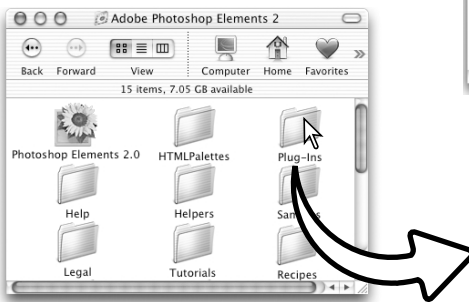 Adobe Photoshop Elements 2
Back Forward View Computer Home Favorites
15 items, 7.05 GB available
Photoshop Elements 2.0 HTMLPalettes Plug-Ins
Help Helpers
Legal Tutorials Recipes